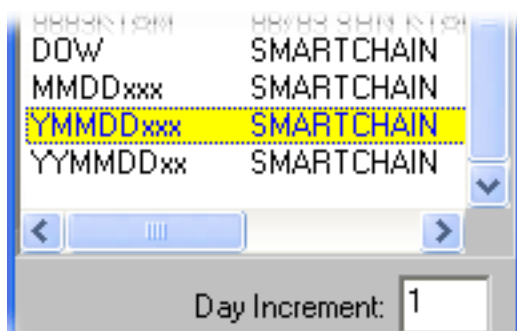 DOW SMARTCHAIN
MMDDxxx SMARTCHAIN
YMMDDxxx SMARTCHAIN
YYMMDDxx SMARTCHAIN
Day Increment: 1